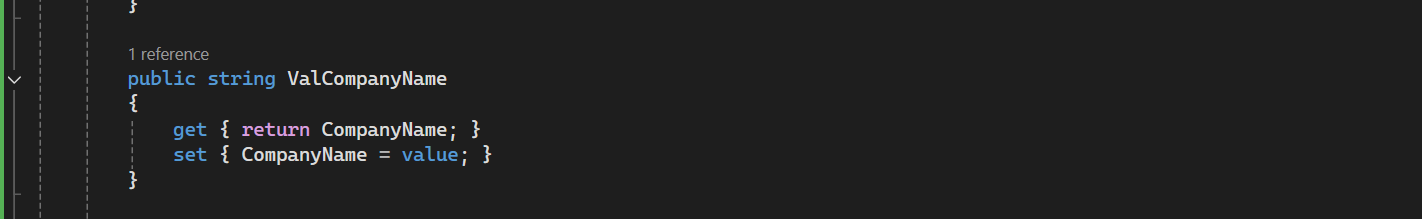 }
1 reference
public string ValCompanyName
{
get { return CompanyName; }
set { CompanyName = value; }
}